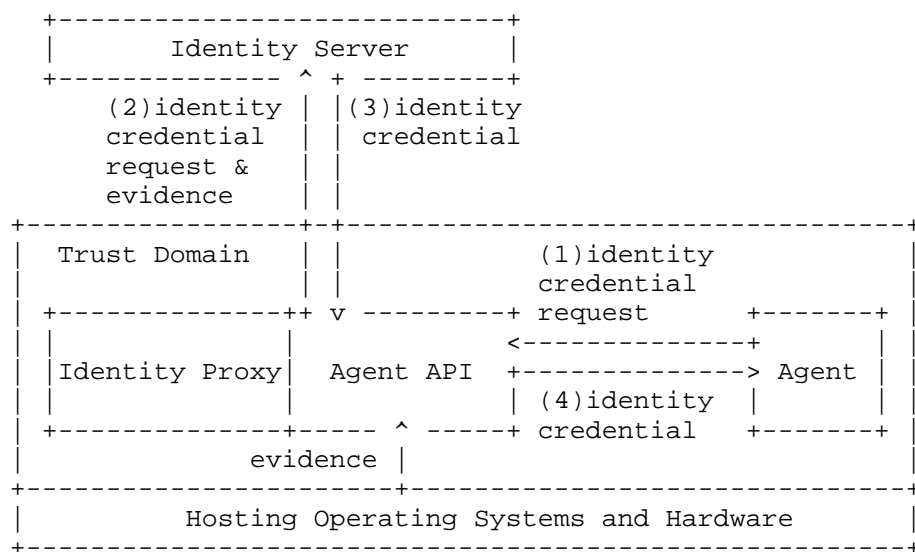 Identity Server
(2)identity (3)identity
credential credential
request &
evidence
Trust Domain (1)identity
credential
v request
Identity Proxy Agent API Agent
(4)identity
credential
evidence
Hosting Operating Systems and Hardware